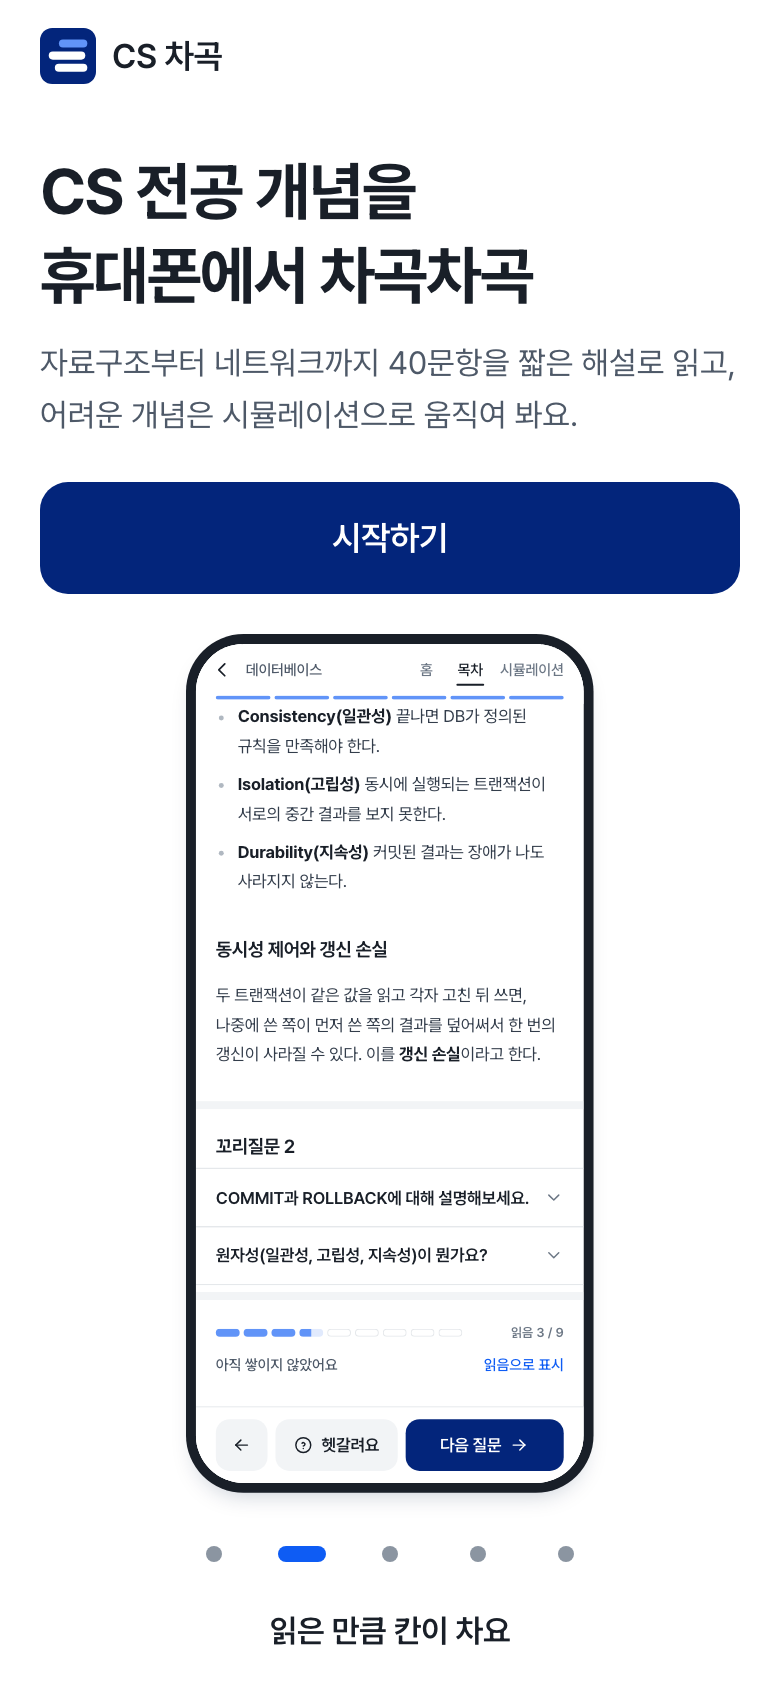 CS 차곡
CS 전공 개념을
휴대폰에서 차곡차곡
자료구조부터 네트워크까지 40문항을 짧은 해설로 읽고,
어려운 개념은 시뮬레이션으로 움직여 봐요.
시작하기
데이터베이스 홈 목차 시뮬레이션
Consistency(일관성) 끝나면 DB가 정의된
규칙을 만족해야 한다.
Isolation(고립성) 동시에 실행되는 트랜잭션이
서로의 중간 결과를 보지 못한다.
Durability(지속성) 커밋된 결과는 장애가 나도
사라지지 않는다.
동시성 제어와 갱신 손실
두 트랜잭션이 같은 값을 읽고 각자 고친 뒤 쓰면,
나중에 쓴 쪽이 먼저 쓴 쪽의 결과를 덮어써서 한 번의
갱신이 사라질 수 있다. 이를 갱신 손실이라고 한다.
꼬리질문 2
COMMIT과 ROLLBACK에 대해 설명해보세요.
원자성(일관성, 고립성, 지속성)이 뭔가요?
읽음 3 / 9
아직 쌓이지 않았어요 읽음으로 표시
헷갈려요 다음 질문
읽은 만큼 칸이 차요